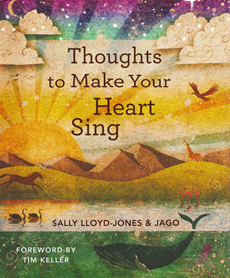 Thoughts
to Make Your
Heart
Sing
SALLY LLOYD-JONES & JAGO
FOREWORD BY
TIM KELLER